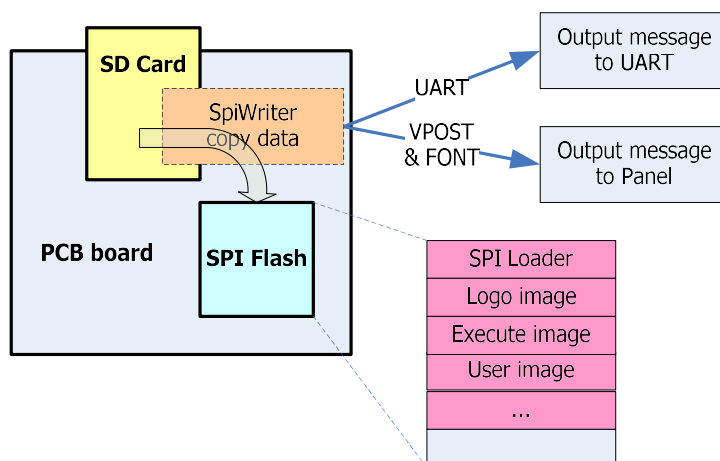 SD Card
SpiWriter
copy data
UART
VPOST
& FONT
Output message
to UART
Output message
to Panel
PCB board
SPI Flash
SPI Loader
Logo image
Execute image
User image
...